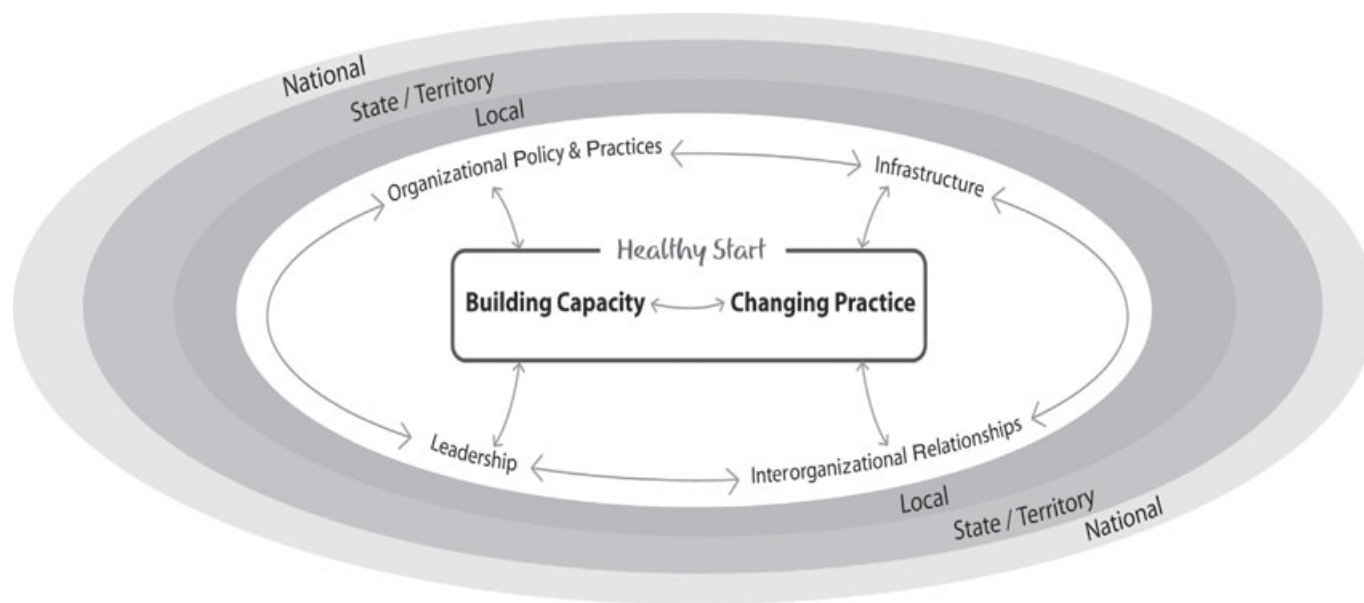 National
State / Territory
Local
Organizational Policy & Practices
Infrastructure
Healthy Start
Building Capacity
Changing Practice
Leadership
Interorganizational Relationships
Local
State / Territory
National